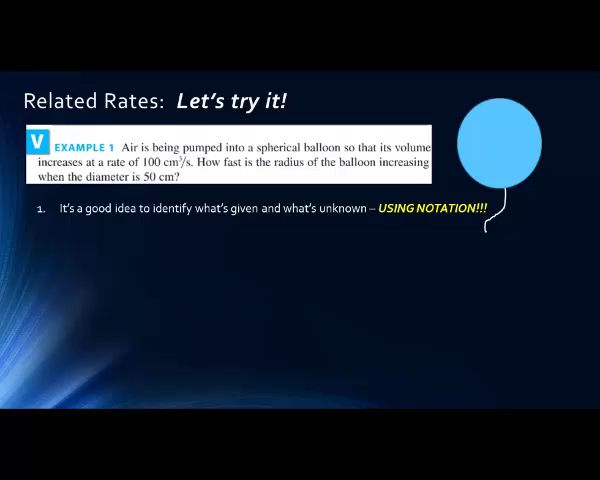 Related Rates: Let's try it!
V EXAMPLE 1 Air is being pumped into a spherical balloon so that its volume
increases at a rate of 100 cm³/s. How fast is the radius of the balloon increasing
when the diameter is 50 cm?
1. It's a good idea to identify what's given and what's unknown – USING NOTATION!!!